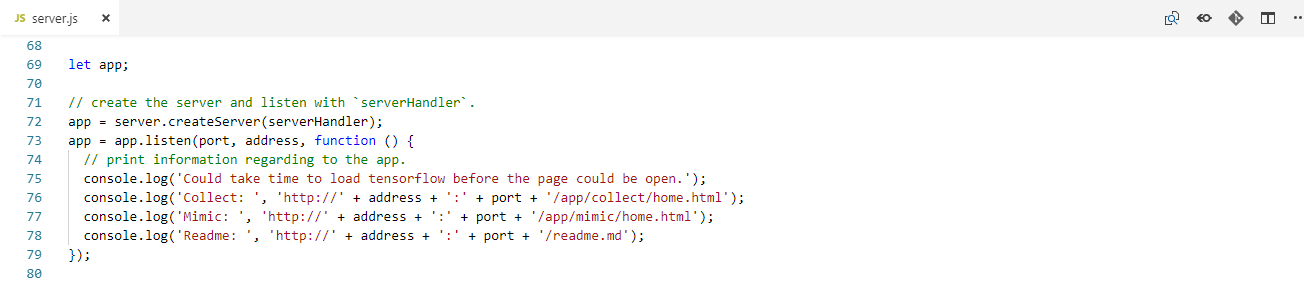 JS server.js ×
68
69 let app;
70
71 // create the server and listen with `serverHandler`.
72 app = server.createServer(serverHandler);
73 app = app.listen(port, address, function () {
74 // print information regarding to the app.
75 console.log('Could take time to load tensorflow before the page could be open.');
76 console.log('Collect: ', 'http://' + address + ':' + port + '/app/collect/home.html');
77 console.log('Mimic: ', 'http://' + address + ':' + port + '/app/mimic/home.html');
78 console.log('Readme: ', 'http://' + address + ':' + port + '/readme.md');
79 });
80